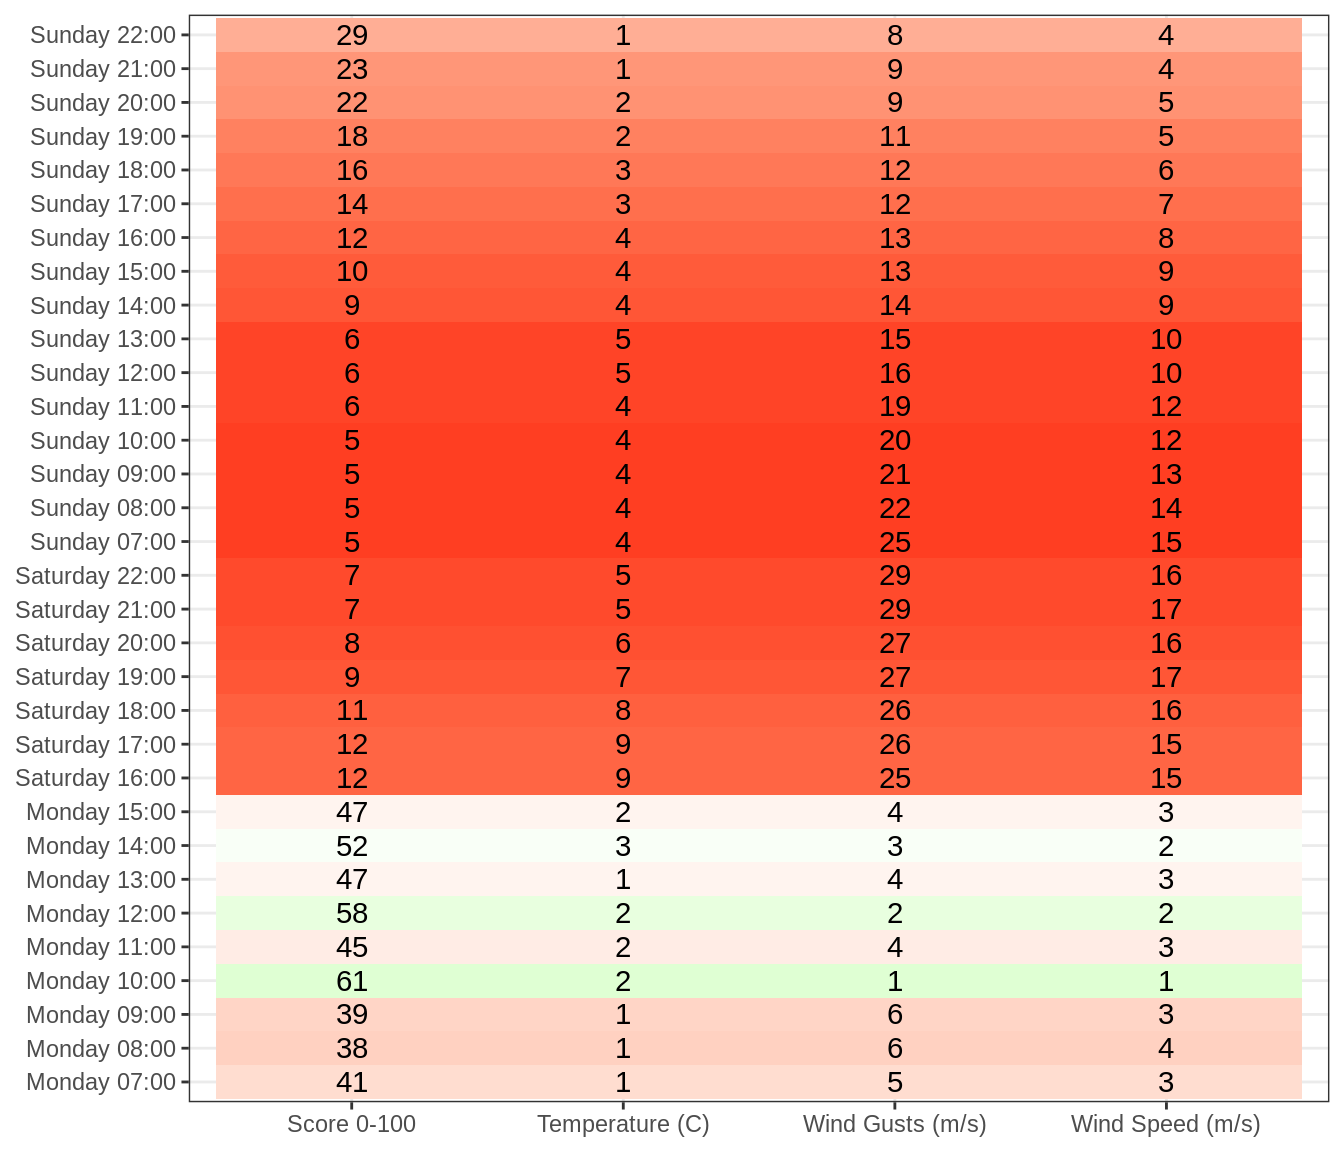 Sunday 22:00 29 1 8 4
Sunday 21:00 23 1 9 4
Sunday 20:00 22 2 9 5
Sunday 19:00 18 2 11 5
Sunday 18:00 16 3 12 6
Sunday 17:00 14 3 12 7
Sunday 16:00 12 4 13 8
Sunday 15:00 10 4 13 9
Sunday 14:00 9 4 14 9
Sunday 13:00 6 5 15 10
Sunday 12:00 6 5 16 10
Sunday 11:00 6 4 19 12
Sunday 10:00 5 4 20 12
Sunday 09:00 5 4 21 13
Sunday 08:00 5 4 22 14
Sunday 07:00 5 4 25 15
Saturday 22:00 7 5 29 16
Saturday 21:00 7 5 29 17
Saturday 20:00 8 6 27 16
Saturday 19:00 9 7 27 17
Saturday 18:00 11 8 26 16
Saturday 17:00 12 9 26 15
Saturday 16:00 12 9 25 15
Monday 15:00 47 2 4 3
Monday 14:00 52 3 3 2
Monday 13:00 47 1 4 3
Monday 12:00 58 2 2 2
Monday 11:00 45 2 4 3
Monday 10:00 61 2 1 1
Monday 09:00 39 1 6 3
Monday 08:00 38 1 6 4
Monday 07:00 41 1 5 3
Score 0-100 Temperature (C) Wind Gusts (m/s) Wind Speed (m/s)